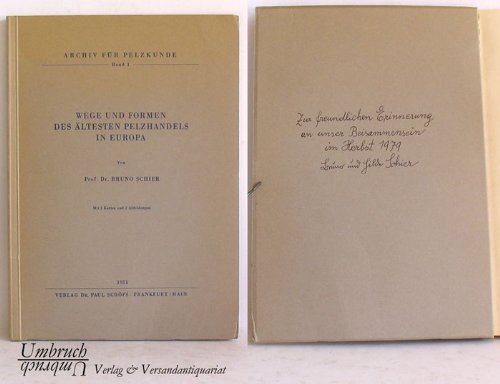 ARCHIV FÜR PELZKUNDE
Band 1
WEGE UND FORMEN
DES ÄLTESTEN PELZHANDELS
IN EUROPA
Von
Prof. Dr. BRUNO SCHIER
Mit 3 Karten und 2 Abbildungen
1951
VERLAG Dr. PAUL SCHÖPS / FRANKFURT / MAIN
Zur freundlichen Erinnerung
an unser Beisammensein
im Herbst 1979
Bruno und Hilde Schier
Umbruch
Umbruch
Verlag & Versandantiquariat